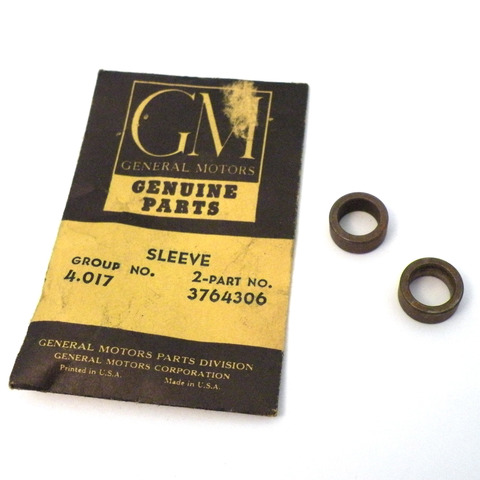 GM
GENERAL MOTORS
GENUINE
PARTS
SLEEVE
GROUP NO. 2-PART NO.
4.017 3764306
GENERAL MOTORS PARTS DIVISION
GENERAL MOTORS CORPORATION
Printed in U.S.A. Made in U.S.A.